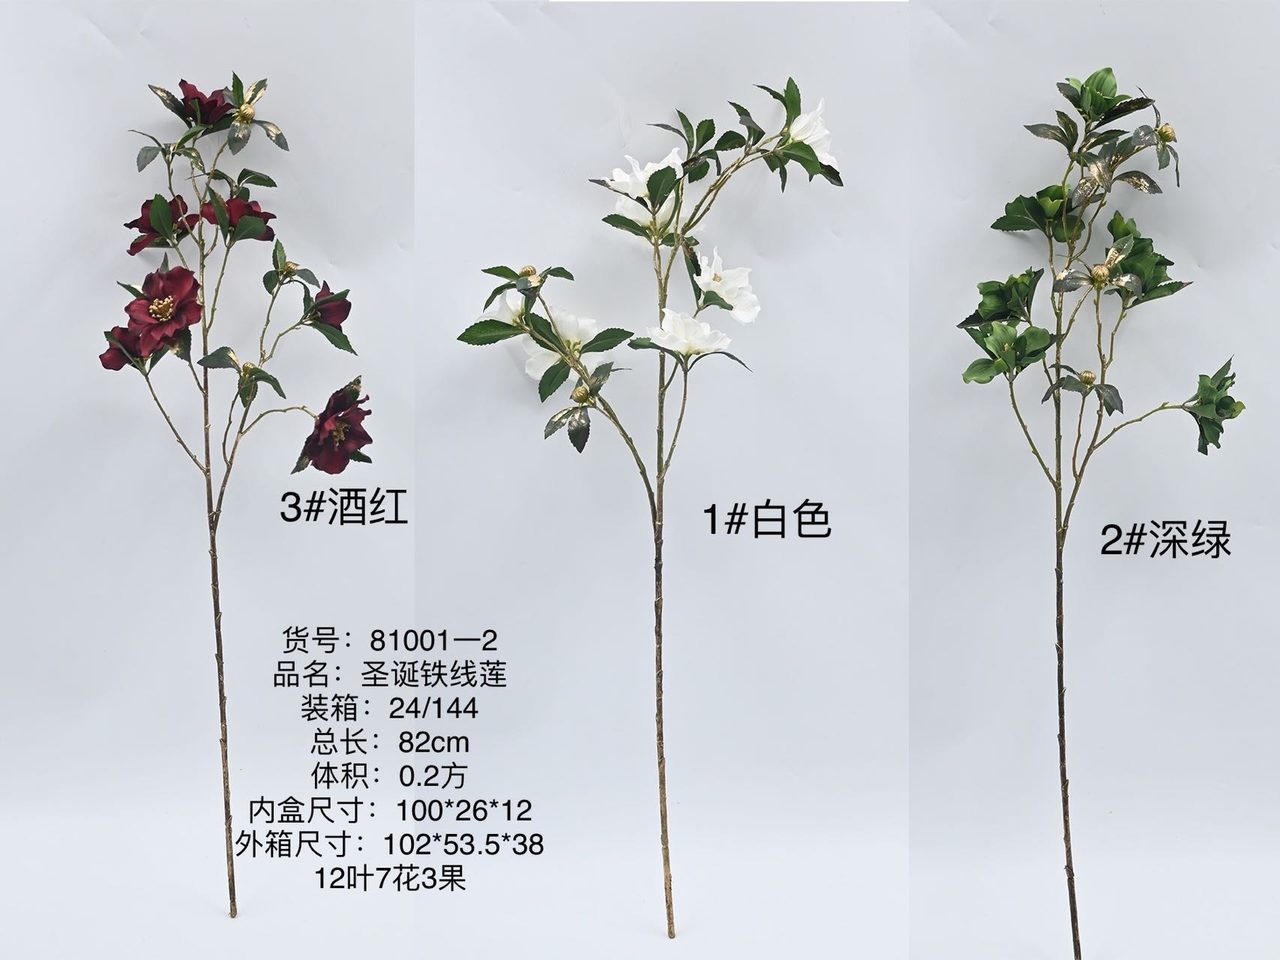 3#酒红
1#白色
2#深绿
货号：81001一2
品名：圣诞铁线莲
装箱：24/144
总长：82cm
体积：0.2方
内盒尺寸：100*26*12
外箱尺寸：102*53.5*38
12叶7花3果